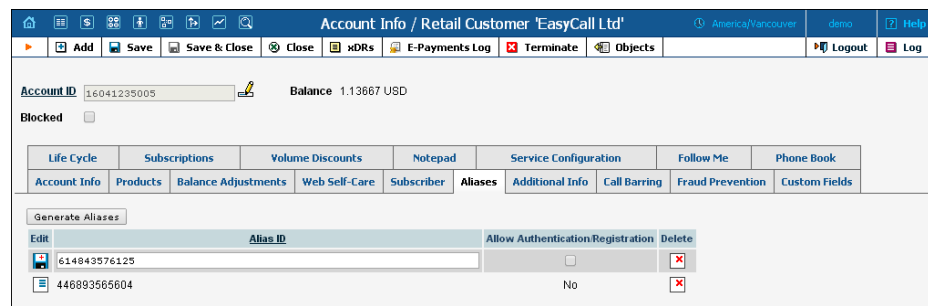 Account Info / Retail Customer 'EasyCall Ltd' America/Vancouver demo Help
Add Save Save & Close Close xDRs E-Payments Log Terminate Objects Logout Log
Account ID 16041235005 Balance 1.13667 USD
Blocked
Life Cycle Subscriptions Volume Discounts Notepad Service Configuration Follow Me Phone Book
Account Info Products Balance Adjustments Web Self-Care Subscriber Aliases Additional Info Call Barring Fraud Prevention Custom Fields
Generate Aliases
Edit Alias ID Allow Authentication/Registration Delete
614843576125
446893565604 No